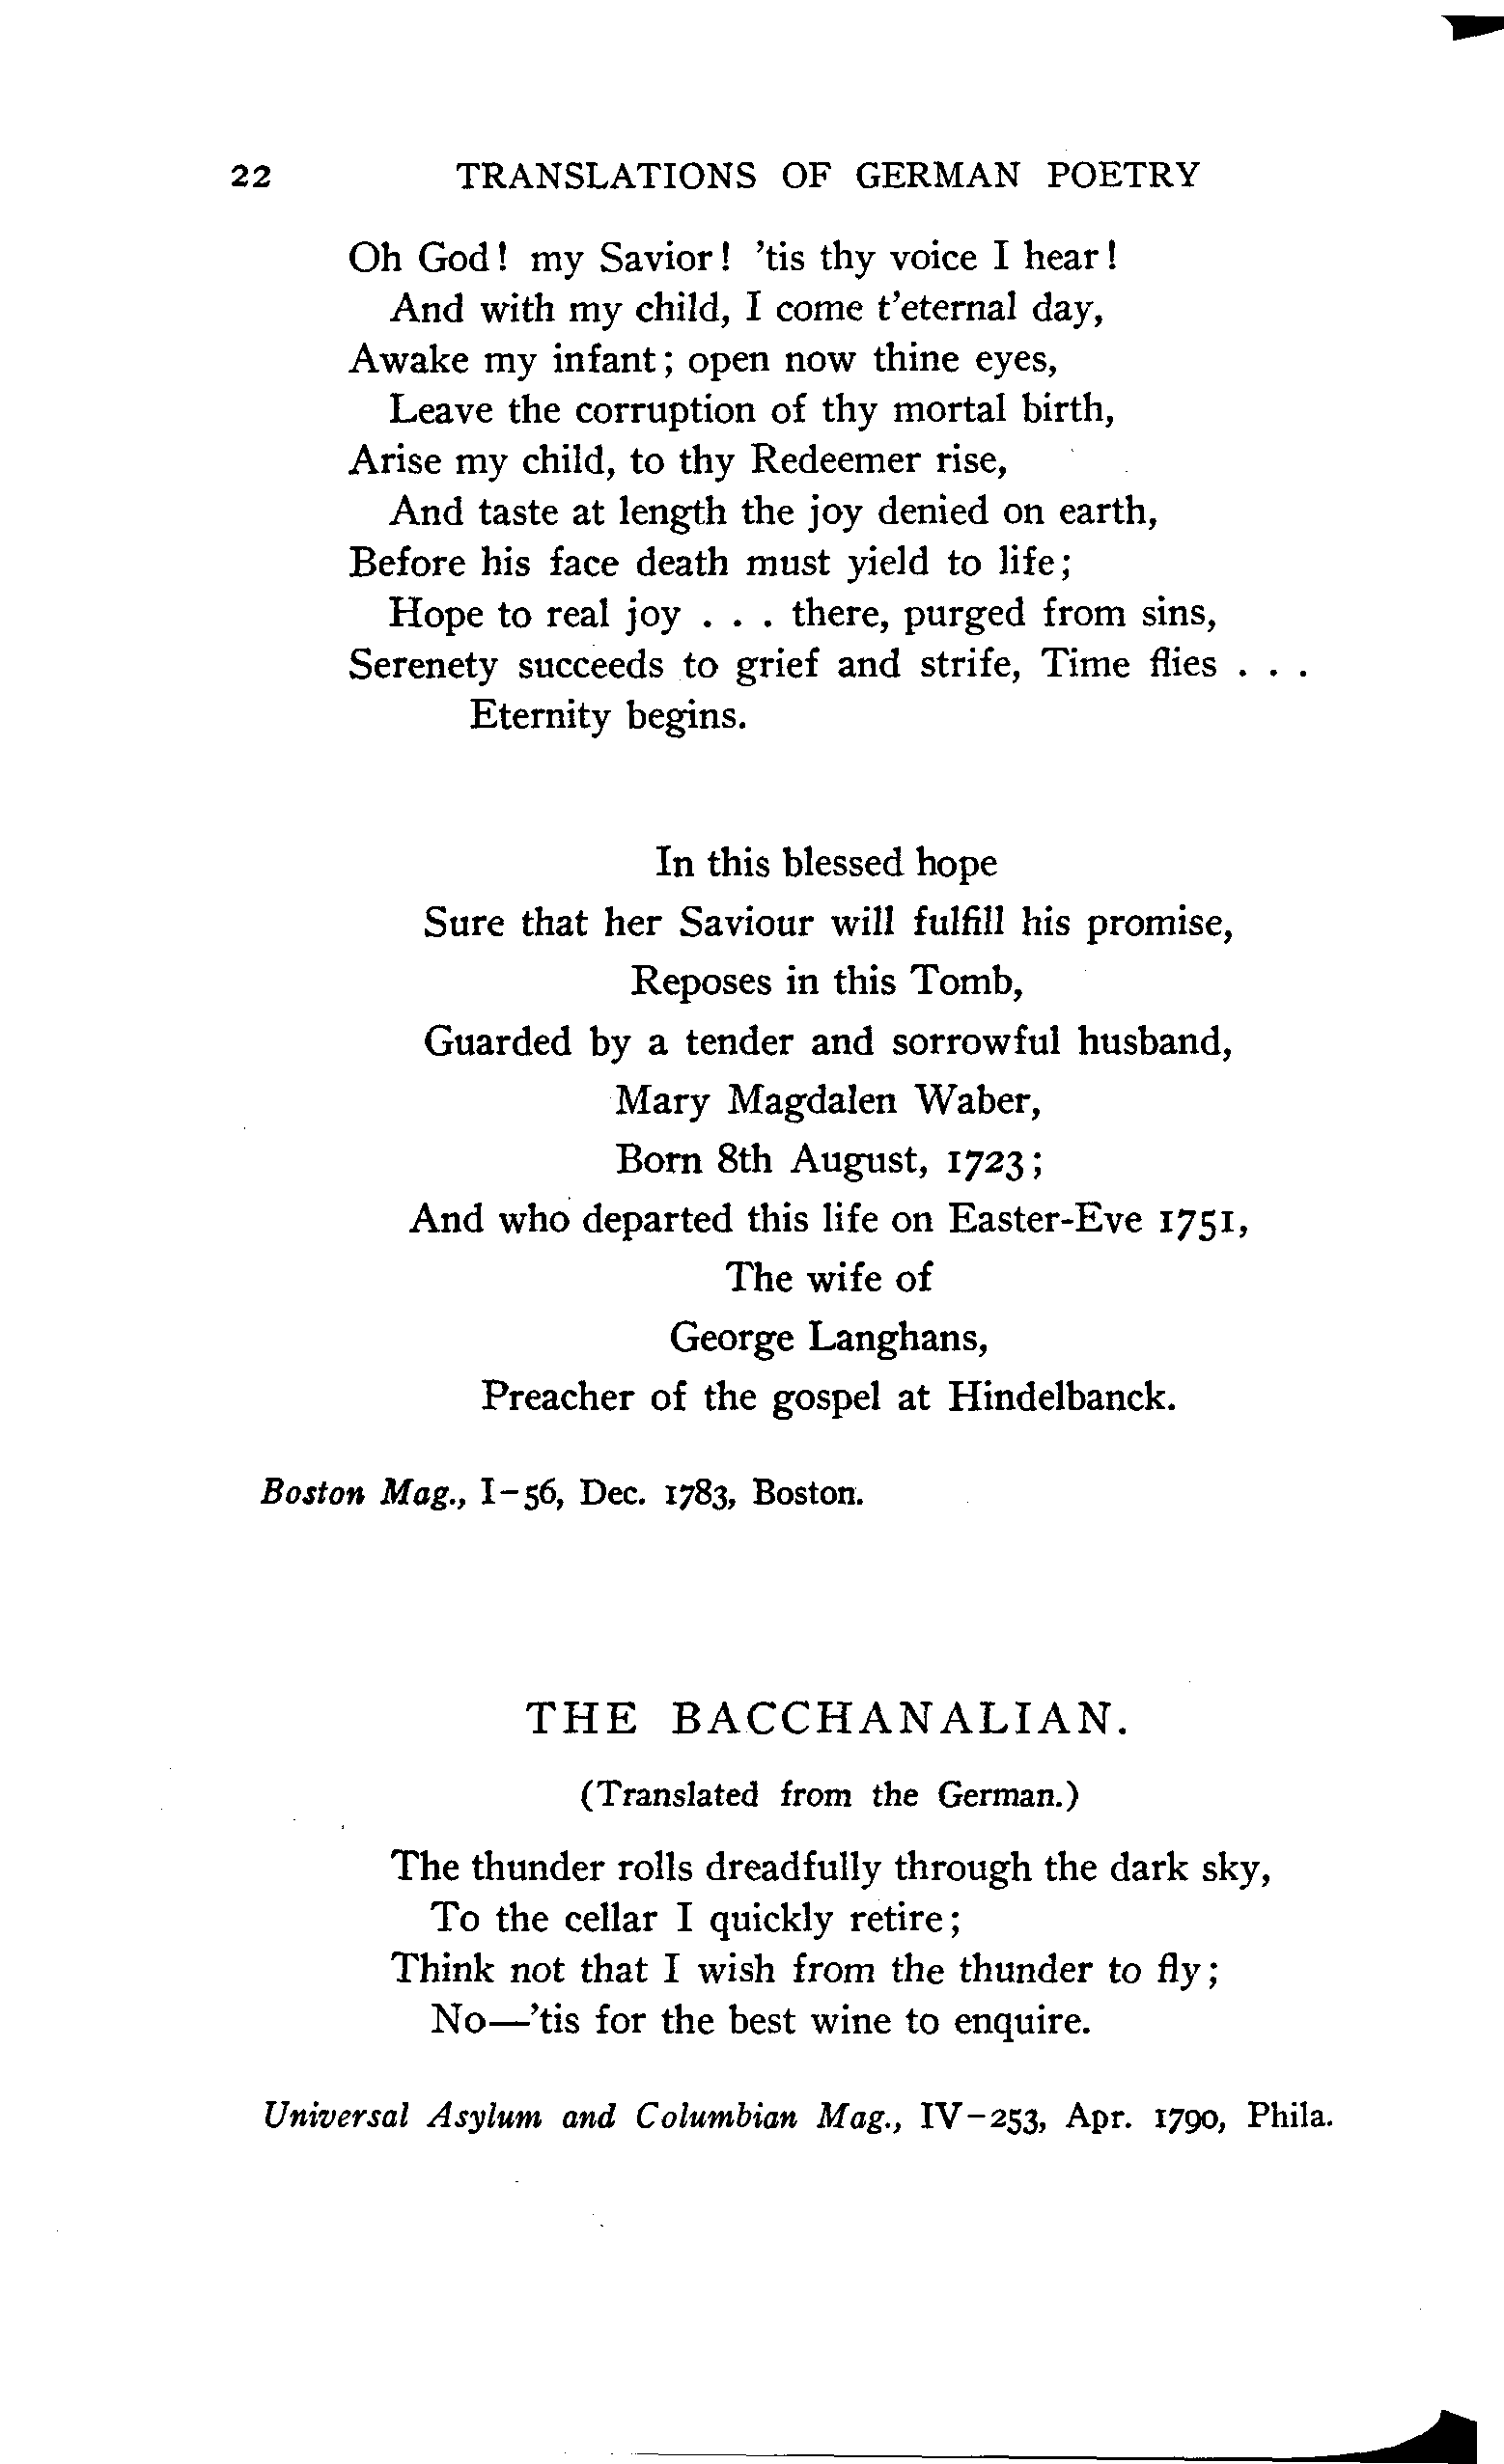 22 TRANSLATIONS OF GERMAN POETRY
Oh God! my Savior! 'tis thy voice I hear!
And with my child, I come t'eternal day,
Awake my infant; open now thine eyes,
Leave the corruption of thy mortal birth,
Arise my child, to thy Redeemer rise,
And taste at length the joy denied on earth,
Before his face death must yield to life;
Hope to real joy . . . there, purged from sins,
Serenety succeeds to grief and strife, Time flies . . .
Eternity begins.
In this blessed hope
Sure that her Saviour will fulfill his promise,
Reposes in this Tomb,
Guarded by a tender and sorrowful husband,
Mary Magdalen Waber,
Born 8th August, 1723;
And who departed this life on Easter-Eve 1751,
The wife of
George Langhans,
Preacher of the gospel at Hindelbanck.
Boston Mag., I-56, Dec. 1783, Boston.
THE BACCHANALIAN.
(Translated from the German.)
The thunder rolls dreadfully through the dark sky,
To the cellar I quickly retire;
Think not that I wish from the thunder to fly;
No—'tis for the best wine to enquire.
Universal Asylum and Columbian Mag., IV-253, Apr. 1790, Phila.